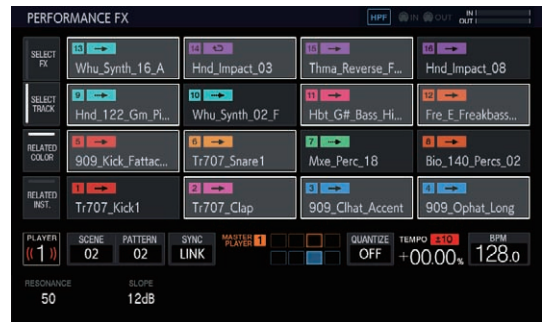 PERFORMANCE FX HPF IN OUT IN OUT
SELECT FX
13 14 15 16
Whu_Synth_16_A Hnd_Impact_03 Thma_Reverse_F... Hnd_Impact_08
SELECT TRACK
9 10 11 12
Hnd_122_Gm_Pi... Whu_Synth_02_F Hbt_G#_Bass_Hi... Fre_E_Freakbass...
RELATED COLOR
5 6 7 8
909_Kick_Fattac... Tr707_Snare1 Mxe_Perc_18 Bio_140_Percs_02
RELATED INST.
1 2 3 4
Tr707_Kick1 Tr707_Clap 909_Clhat_Accent 909_Ophat_Long
PLAYER SCENE PATTERN SYNC MASTER PLAYER 1 QUANTIZE TEMPO ±10 BPM
1 02 02 LINK OFF +00.00% 128.0
RESONANCE SLOPE
50 12dB